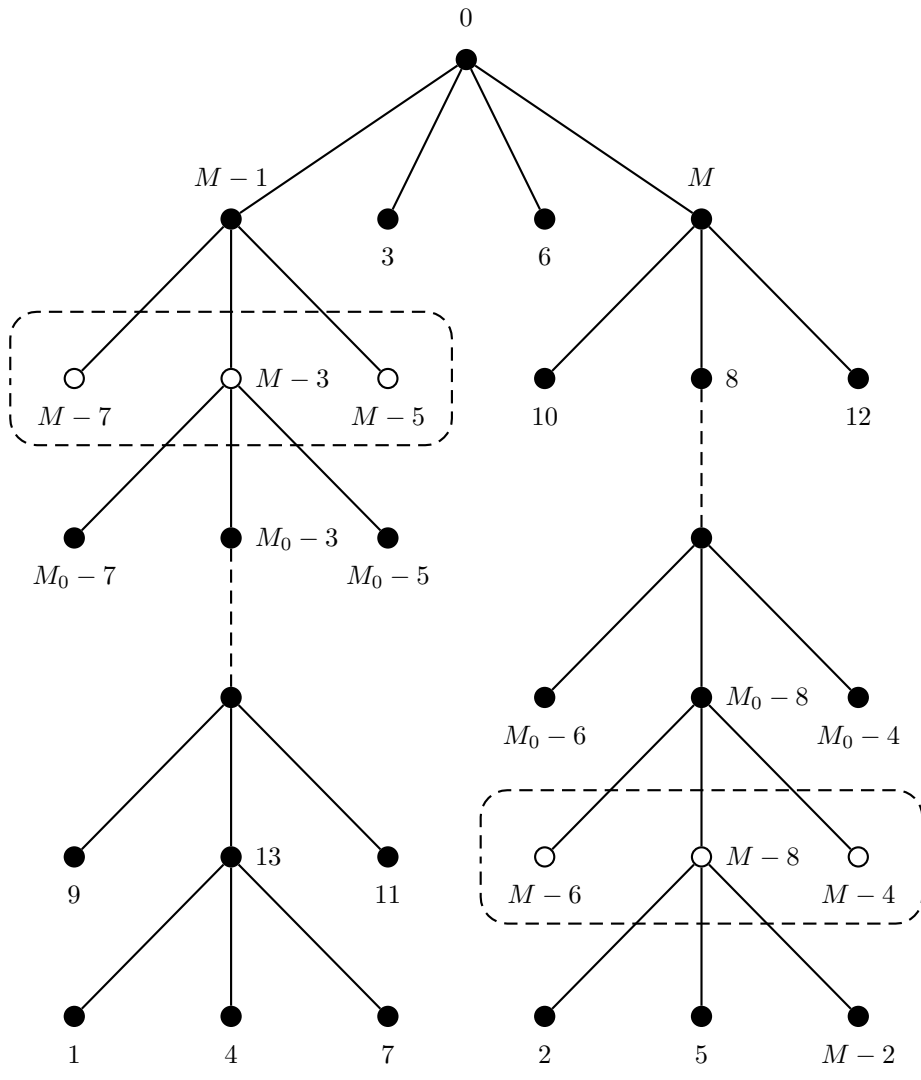 0
M − 1
M
3
6
M − 7
M − 3
M − 5
10
8
12
M₀ − 7
M₀ − 3
M₀ − 5
M₀ − 6
M₀ − 8
M₀ − 4
9
13
11
M − 6
M − 8
M − 4
1
4
7
2
5
M − 2